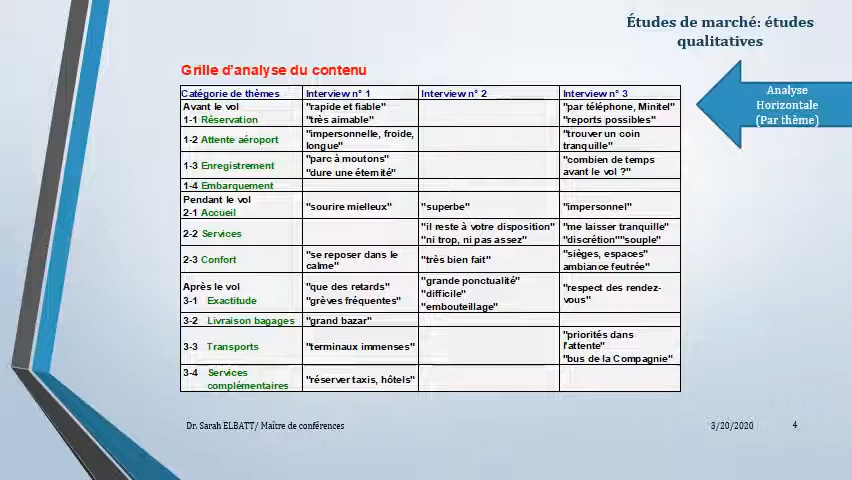 Études de marché: études
qualitatives
Grille d'analyse du contenu
Analyse
Horizontale
(Par thème)
Catégorie de thèmes Interview n° 1 Interview n° 2 Interview n° 3
Avant le vol
1-1 Réservation
"rapide et fiable"
"très aimable"
"par téléphone, Minitel"
"reports possibles"
1-2 Attente aéroport
"impersonnelle, froide,
longue"
"trouver un coin
tranquille"
1-3 Enregistrement
"parc à moutons"
"dure une éternité"
"combien de temps
avant le vol ?"
1-4 Embarquement
Pendant le vol
2-1 Accueil
"sourire mielleux"
"superbe"
"impersonnel"
2-2 Services
"il reste à votre disposition"
"ni trop, ni pas assez"
"me laisser tranquille"
"discrétion""souple"
2-3 Confort
"se reposer dans le
calme"
"très bien fait"
"sièges, espaces"
ambiance feutrée"
Après le vol
3-1 Exactitude
"que des retards"
"grèves fréquentes"
"grande ponctualité"
"difficile"
"embouteillage"
"respect des rendez-
vous"
3-2 Livraison bagages
"grand bazar"
3-3 Transports
"terminaux immenses"
"priorités dans
l'attente"
"bus de la Compagnie"
3-4 Services
complémentaires
"réserver taxis, hôtels"
Dr. Sarah ELBATT/ Maître de conférences
3/20/2020
4